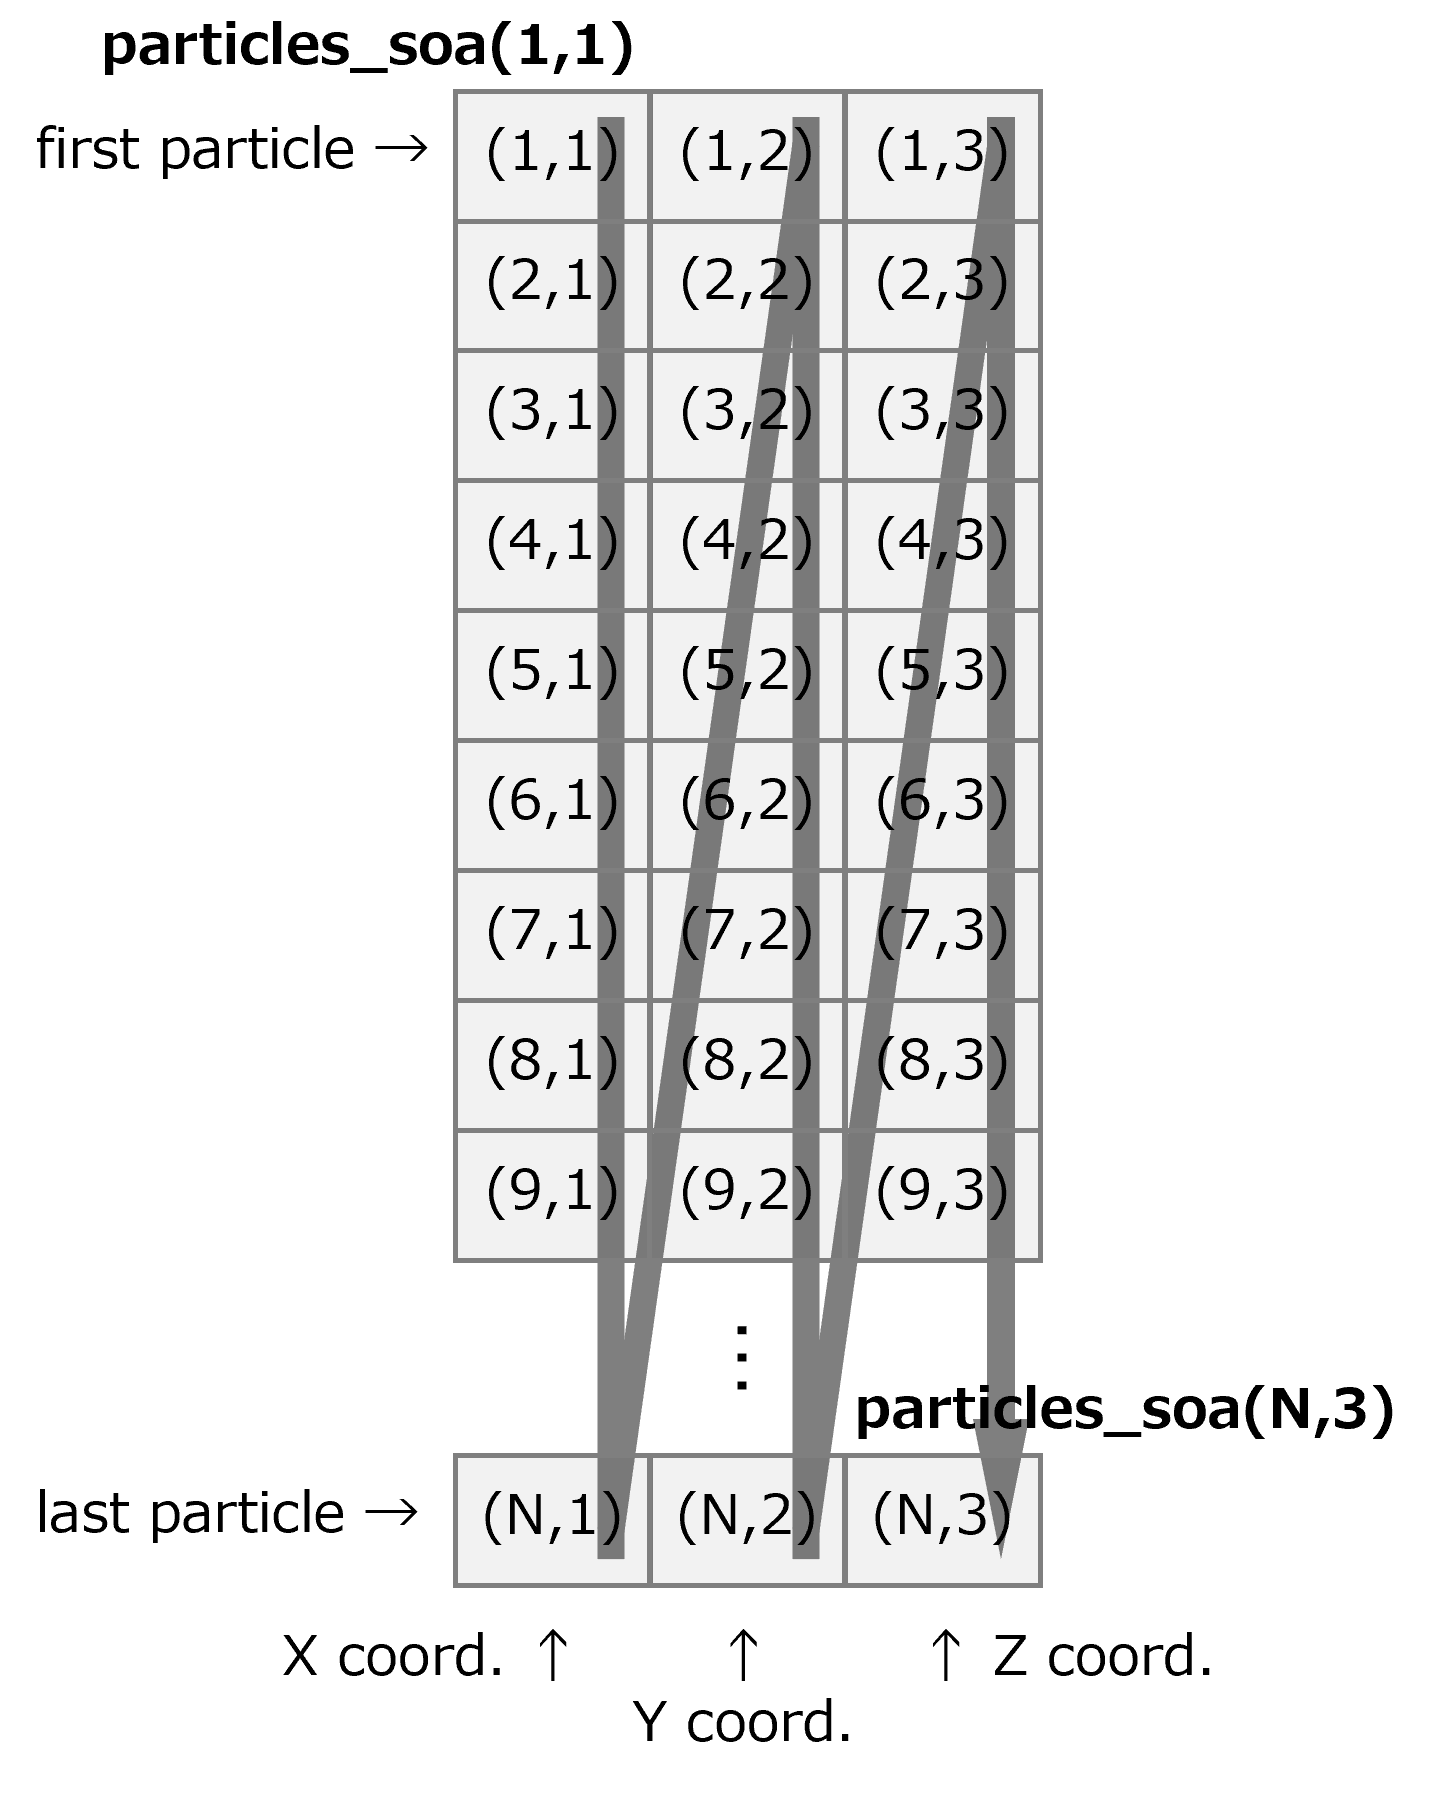 particles_soa(1,1)
first particle → (1,1) (1,2) (1,3)
(2,1) (2,2) (2,3)
(3,1) (3,2) (3,3)
(4,1) (4,2) (4,3)
(5,1) (5,2) (5,3)
(6,1) (6,2) (6,3)
(7,1) (7,2) (7,3)
(8,1) (8,2) (8,3)
(9,1) (9,2) (9,3)
⋮
particles_soa(N,3)
last particle → (N,1) (N,2) (N,3)
X coord. ↑ ↑ ↑ Z coord.
Y coord.